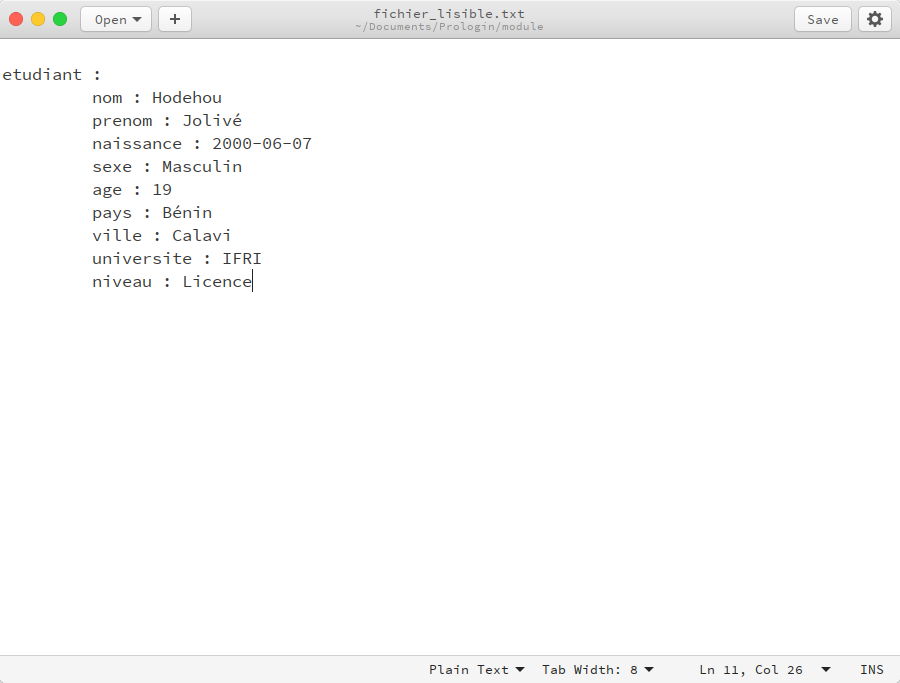 Open
+
fichier_lisible.txt
~/Documents/Prologin/module
Save
etudiant :
nom : Hodehou
prenom : Jolivé
naissance : 2000-06-07
sexe : Masculin
age : 19
pays : Bénin
ville : Calavi
universite : IFRI
niveau : Licence
Plain Text
Tab Width: 8
Ln 11, Col 26
INS